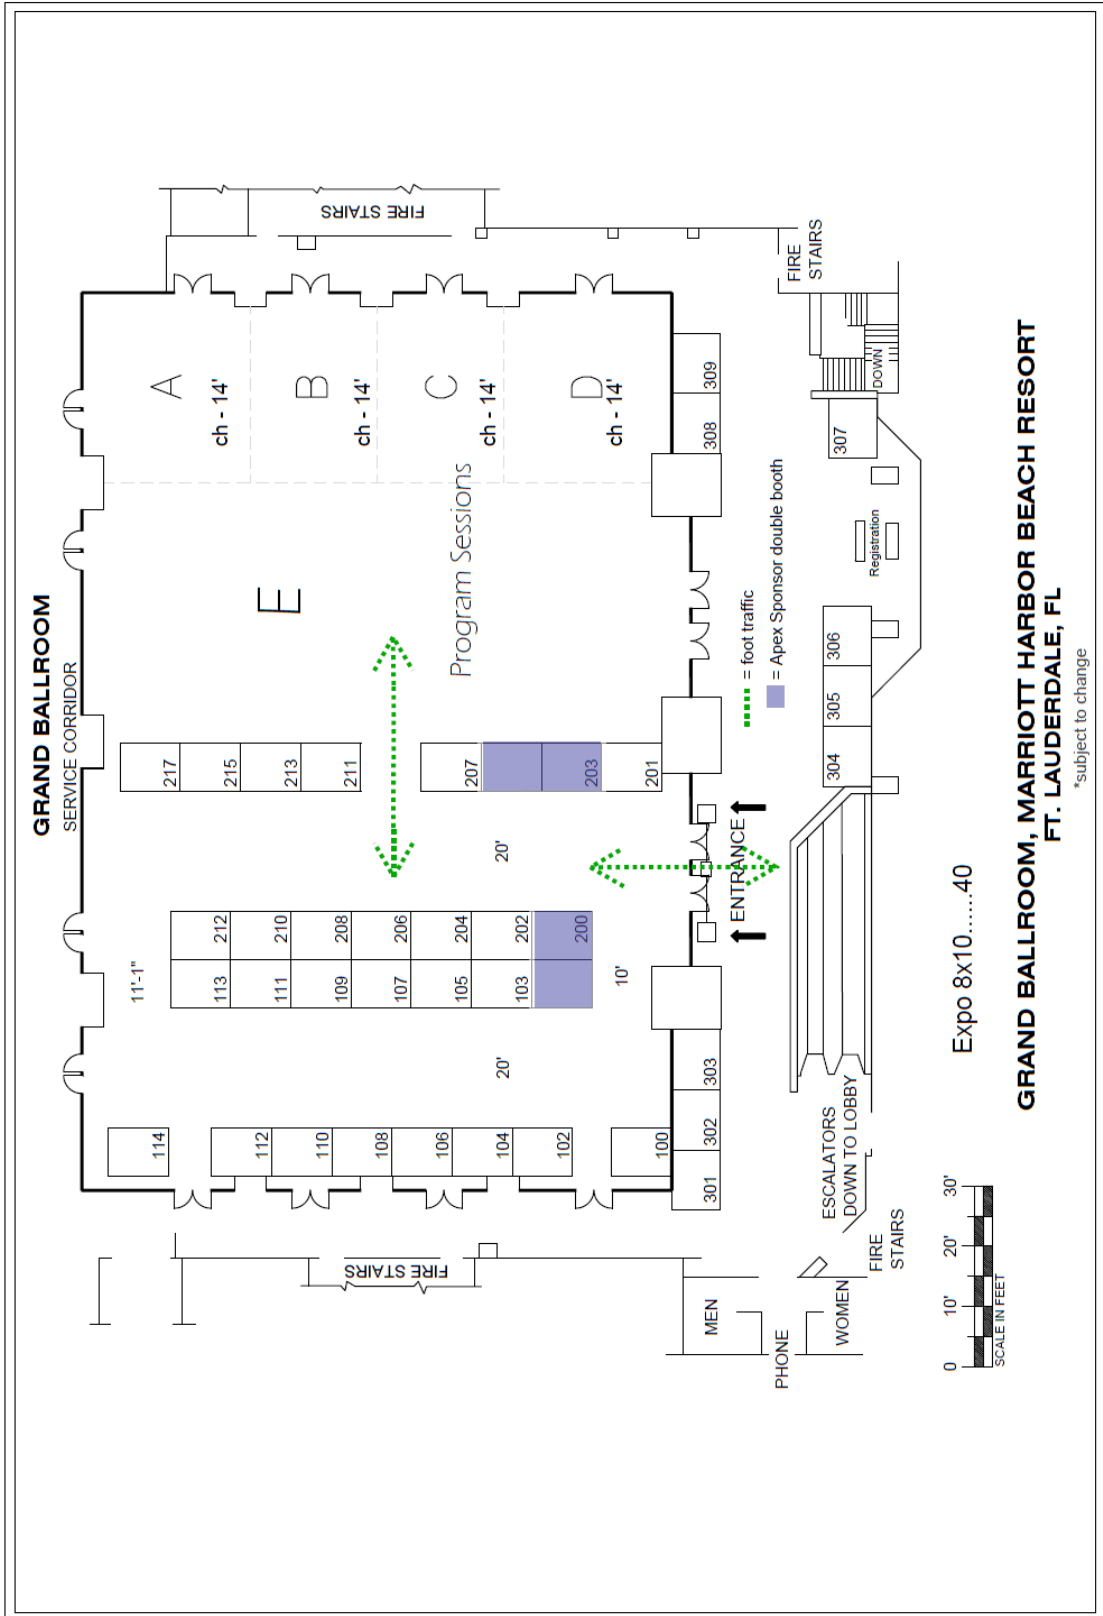 GRAND BALLROOM
SERVICE CORRIDOR
FIRE STAIRS
A
ch - 14'
B
ch - 14'
C
ch - 14'
D
ch - 14'
E
Program Sessions
217
215
213
211
207
203
201
20'
212
210
208
206
204
202
200
11'-1"
113
111
109
107
105
103
10'
20'
114
112
110
108
106
104
102
100
FIRE STAIRS
309
308
303
302
301
ENTRANCE
= foot traffic
= Apex Sponsor double booth
FIRE
STAIRS
DOWN
307
Registration
306
305
304
ESCALATORS
DOWN TO LOBBY
FIRE
STAIRS
MEN
PHONE
WOMEN
Expo 8x10......40
0
10'
20'
30'
SCALE IN FEET
GRAND BALLROOM, MARRIOTT HARBOR BEACH RESORT
FT. LAUDERDALE, FL
*subject to change